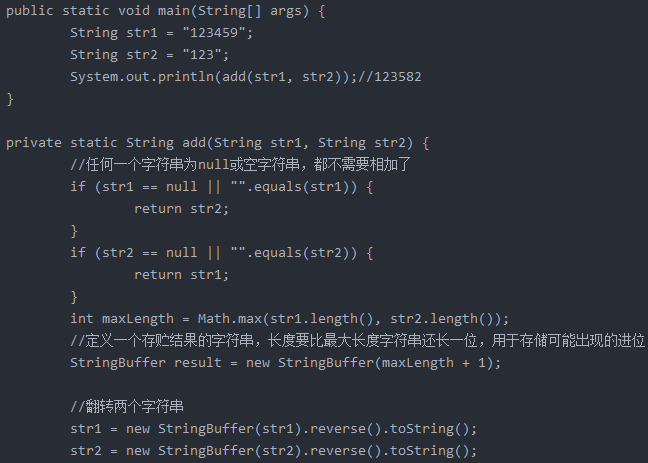 public static void main(String[] args) {
        String str1 = "123459";
        String str2 = "123";
        System.out.println(add(str1, str2));//123582
}

private static String add(String str1, String str2) {
        //任何一个字符串为null或空字符串，都不需要相加了
        if (str1 == null || "".equals(str1)) {
                return str2;
        }
        if (str2 == null || "".equals(str2)) {
                return str1;
        }
        int maxLength = Math.max(str1.length(), str2.length());
        //定义一个存贮结果的字符串，长度要比最大长度字符串还长一位，用于存储可能出现的进位
        StringBuffer result = new StringBuffer(maxLength + 1);

        //翻转两个字符串
        str1 = new StringBuffer(str1).reverse().toString();
        str2 = new StringBuffer(str2).reverse().toString();